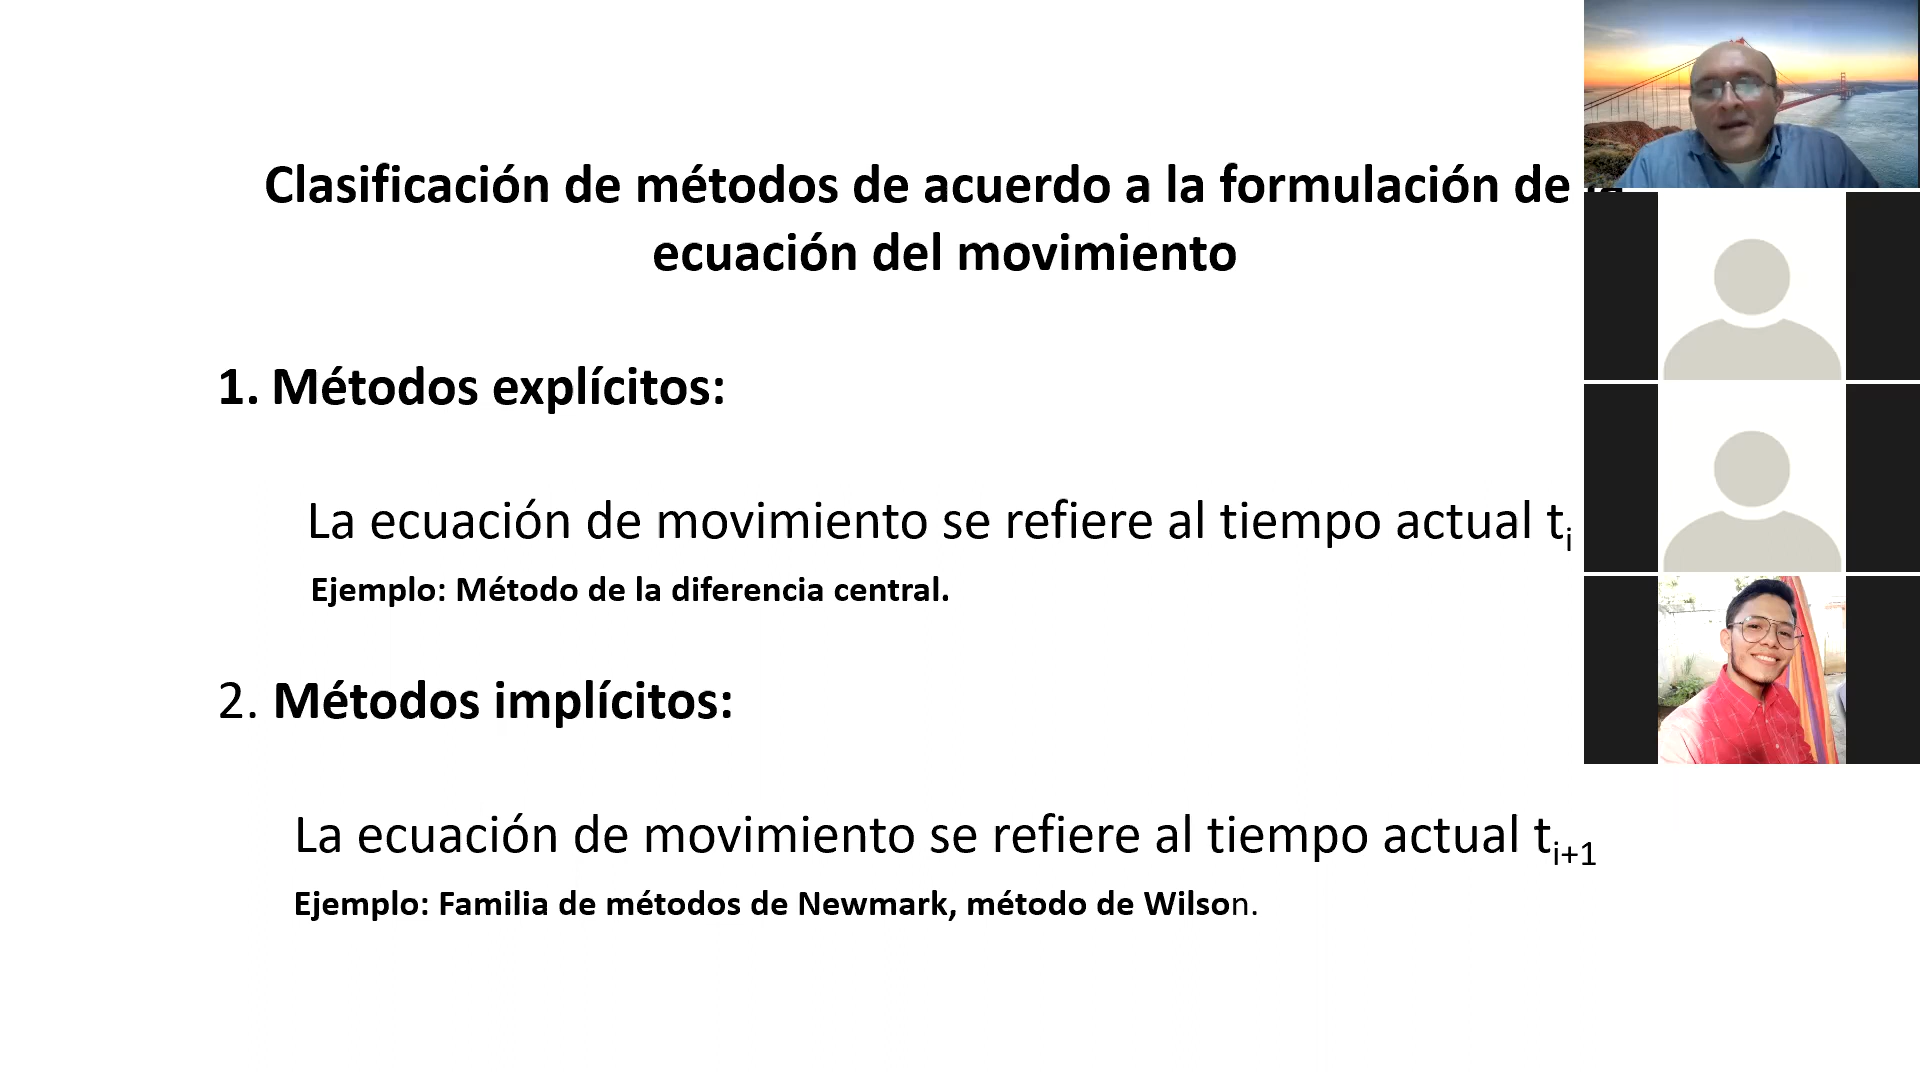 Clasificación de métodos de acuerdo a la formulación de
ecuación del movimiento
1. Métodos explícitos:
La ecuación de movimiento se refiere al tiempo actual tᵢ
Ejemplo: Método de la diferencia central.
2. Métodos implícitos:
La ecuación de movimiento se refiere al tiempo actual tᵢ₊₁
Ejemplo: Familia de métodos de Newmark, método de Wilson.